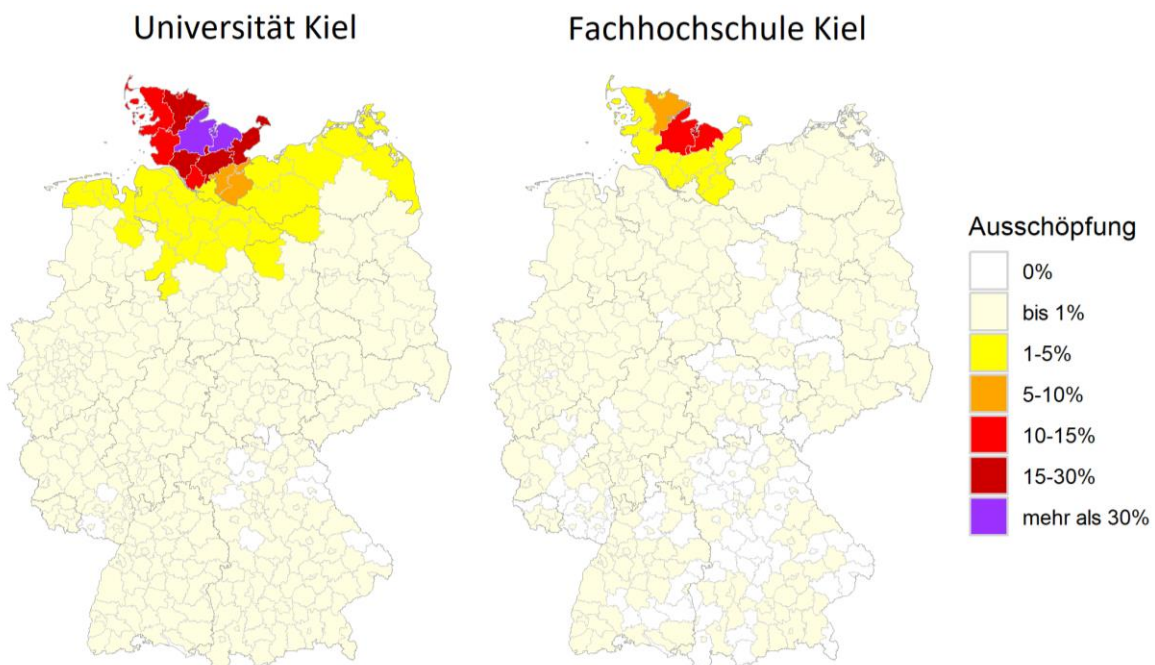 Universität Kiel
Fachhochschule Kiel
Ausschöpfung
0%
bis 1%
1-5%
5-10%
10-15%
15-30%
mehr als 30%